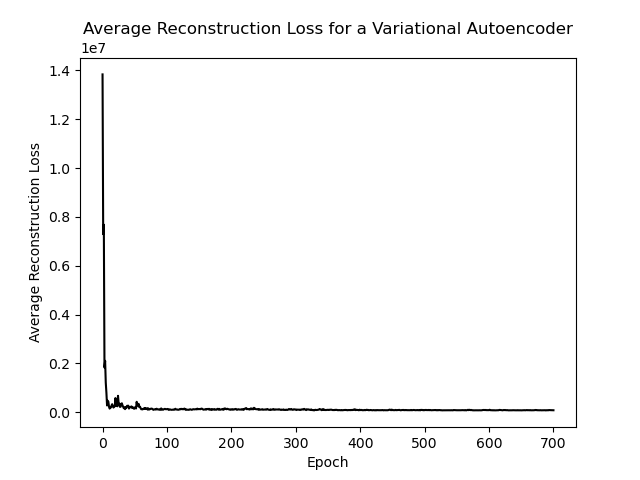 Average Reconstruction Loss for a Variational Autoencoder
1e7
1.4
1.2
1.0
0.8
0.6
0.4
0.2
0.0
Average Reconstruction Loss
0 100 200 300 400 500 600 700
Epoch